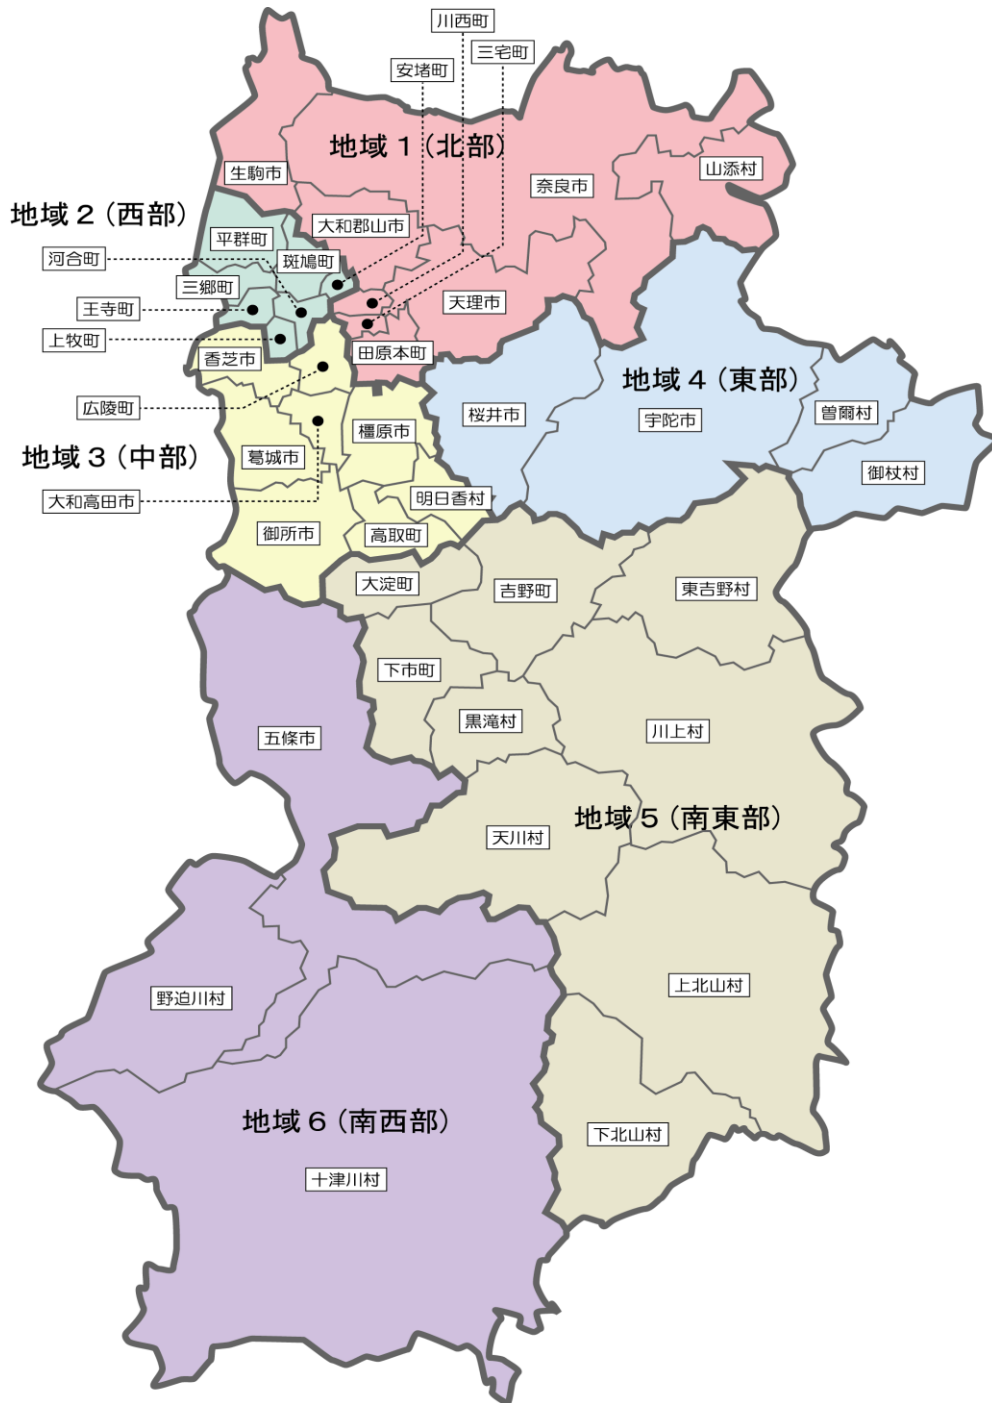 川西町
三宅町
安堵町
地域1(北部)
山添村
生駒市
奈良市
地域2(西部)
大和郡山市
平群町
河合町
斑鳩町
三郷町
王寺町
天理市
上牧町
香芝市
田原本町
地域4(東部)
広陵町
桜井市
宇陀市
曽爾村
橿原市
地域3(中部)
葛城市
御杖村
大和高田市
明日香村
御所市
高取町
大淀町
吉野町
東吉野村
下市町
黒滝村
川上村
五條市
地域5(南東部)
天川村
上北山村
野迫川村
地域6(南西部)
下北山村
十津川村